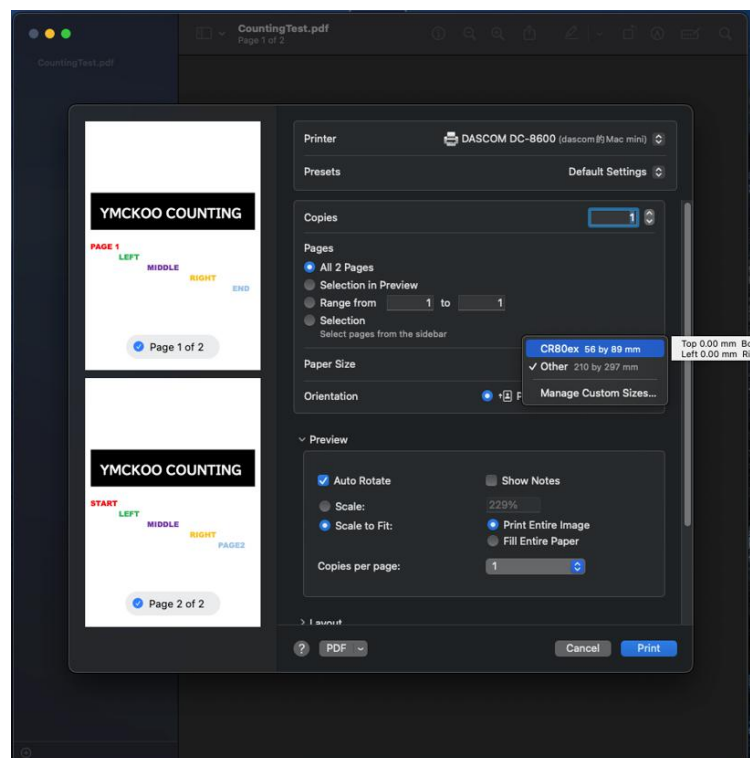 CountingTest.pdf
Page 1 of 2
CountingTest.pdf
YMCKOO COUNTING
PAGE 1
LEFT
MIDDLE
RIGHT
END
Page 1 of 2
YMCKOO COUNTING
START
LEFT
MIDDLE
RIGHT
PAGE2
Page 2 of 2
Printer DASCOM DC-8600 (dascom的Mac mini)
Presets Default Settings
Copies 1
Pages
All 2 Pages
Selection in Preview
Range from 1 to 1
Selection
Select pages from the sidebar
Paper Size
CR80ex 56 by 89 mm
Other 210 by 297 mm
Manage Custom Sizes...
Top 0.00 mm Bo
Left 0.00 mm Ri
Orientation P
Preview
Auto Rotate Show Notes
Scale: 229%
Scale to Fit: Print Entire Image
Fill Entire Paper
Copies per page: 1
Layout
? PDF Cancel Print